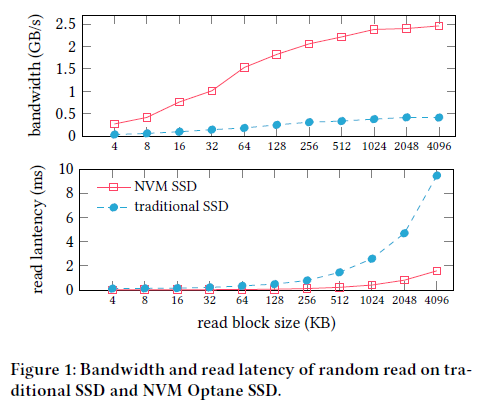 bandwidth (GB/s)
2.5
2
1.5
1
0.5
0
4 8 16 32 64 128 256 512 1024 2048 4096
read lantency (ms)
10
8
6
4
2
0
NVM SSD
traditional SSD
4 8 16 32 64 128 256 512 1024 2048 4096
read block size (KB)
Figure 1: Bandwidth and read latency of random read on tra-
ditional SSD and NVM Optane SSD.